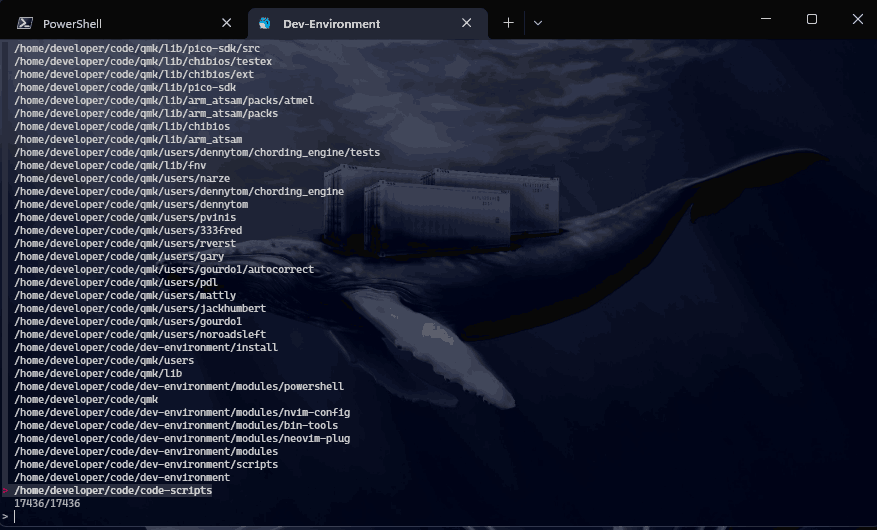 PowerShell
Dev-Environment
/home/developer/code/qmk/lib/pico-sdk/src
/home/developer/code/qmk/lib/chibios/testex
/home/developer/code/qmk/lib/chibios/ext
/home/developer/code/qmk/lib/pico-sdk
/home/developer/code/qmk/lib/arm_atsam/packs/atmel
/home/developer/code/qmk/lib/arm_atsam/packs
/home/developer/code/qmk/lib/chibios
/home/developer/code/qmk/lib/arm_atsam
/home/developer/code/qmk/users/dennytom/chording_engine/tests
/home/developer/code/qmk/lib/fnv
/home/developer/code/qmk/users/narze
/home/developer/code/qmk/users/dennytom/chording_engine
/home/developer/code/qmk/users/dennytom
/home/developer/code/qmk/users/pvinis
/home/developer/code/qmk/users/333fred
/home/developer/code/qmk/users/rverst
/home/developer/code/qmk/users/gary
/home/developer/code/qmk/users/gourdo1/autocorrect
/home/developer/code/qmk/users/pdl
/home/developer/code/qmk/users/mattly
/home/developer/code/qmk/users/jackhumbert
/home/developer/code/qmk/users/gourdo1
/home/developer/code/qmk/users/noroadsleft
/home/developer/code/dev-environment/install
/home/developer/code/qmk/users
/home/developer/code/qmk/lib
/home/developer/code/dev-environment/modules/powershell
/home/developer/code/qmk
/home/developer/code/dev-environment/modules/nvim-config
/home/developer/code/dev-environment/modules/bin-tools
/home/developer/code/dev-environment/modules/neovim-plug
/home/developer/code/dev-environment/modules
/home/developer/code/dev-environment/scripts
/home/developer/code/dev-environment
> /home/developer/code/code-scripts
17436/17436
>